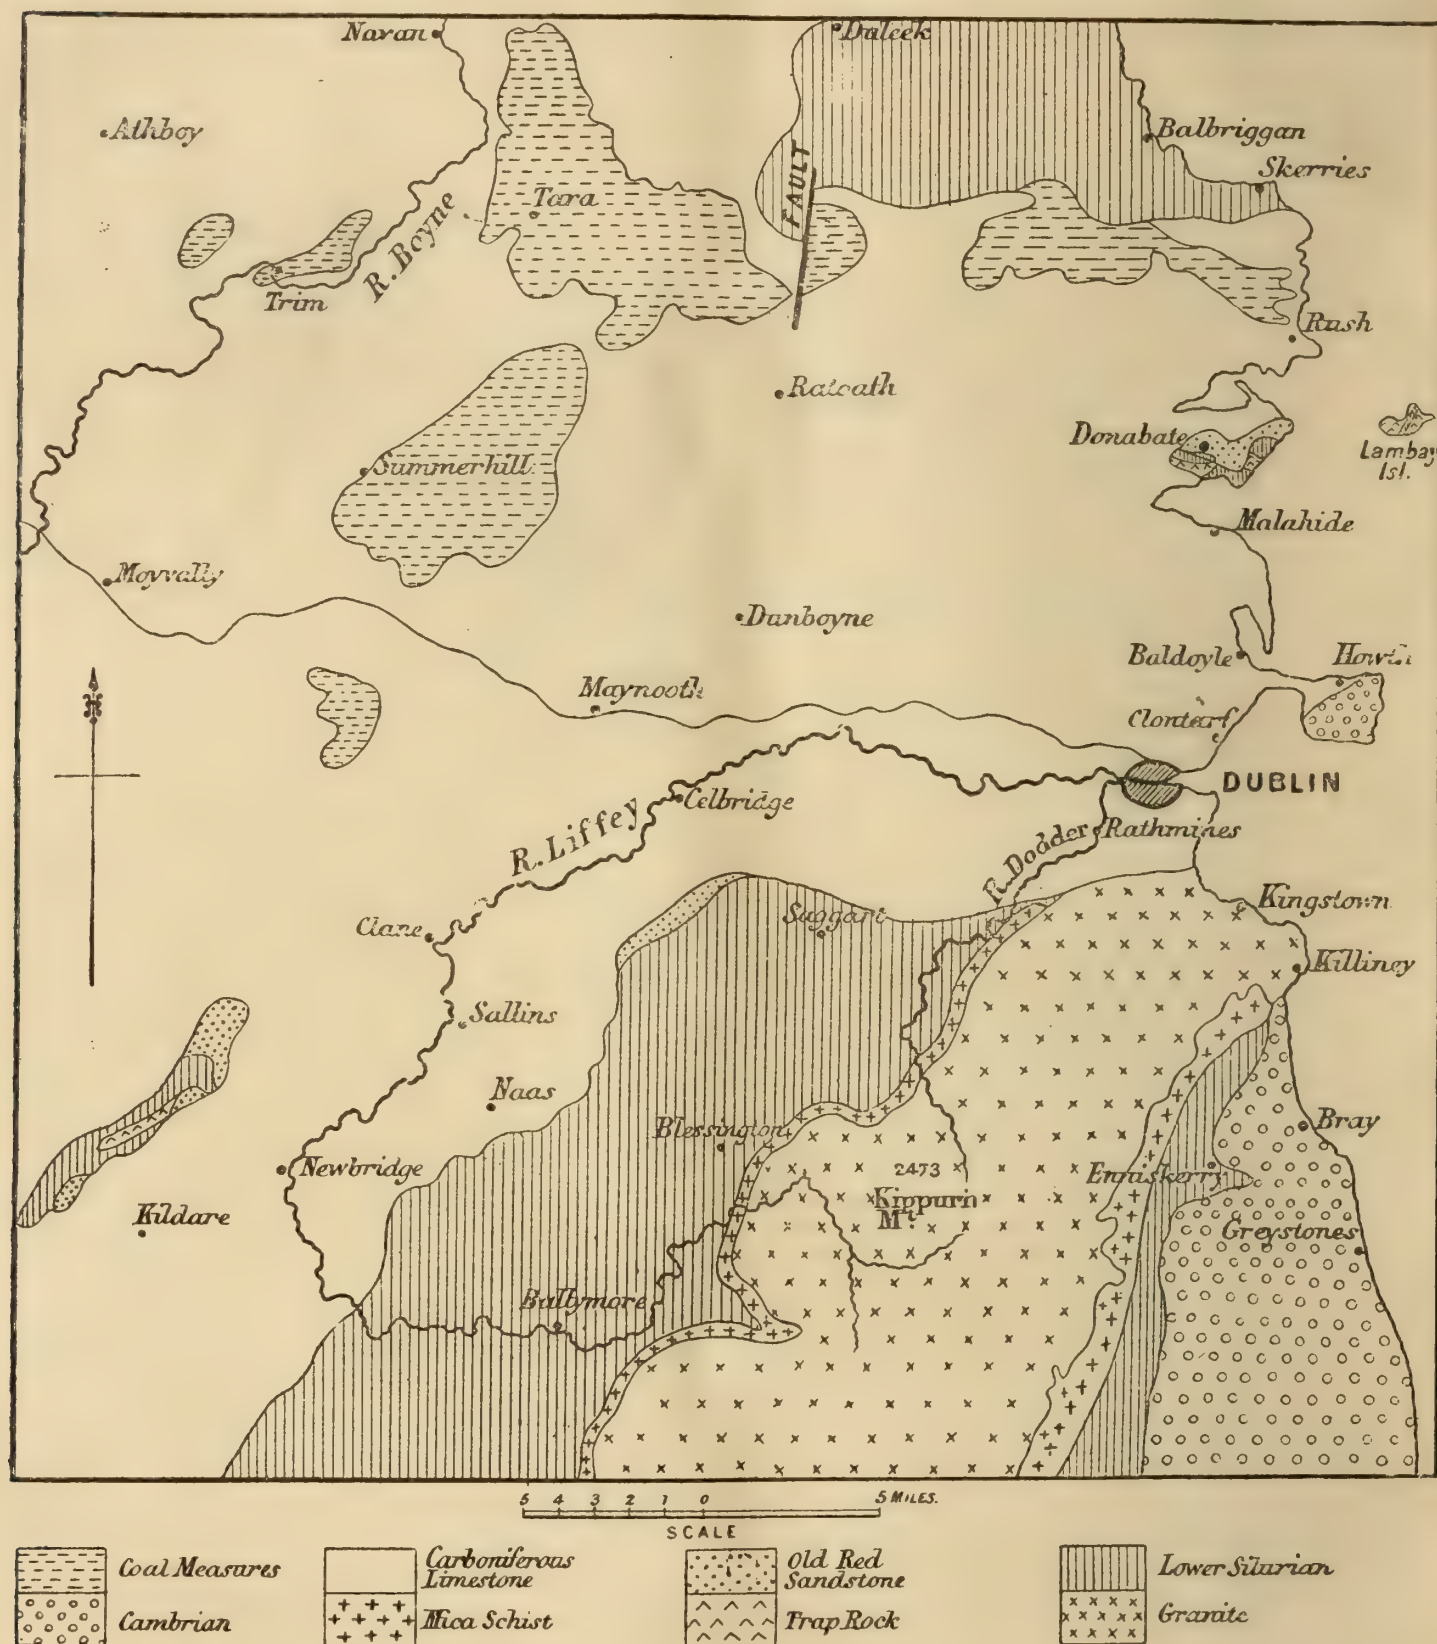 Navan
Duleek
Athboy
Balbriggan
Skerries
FAULT
Tara
R. Boyne
Trim
Rush
Ratoath
Donabate
Lambay
Isl.
Summerhill
Malahide
Moyvally
Dunboyne
Baldoyle
Howth
Maynooth
Clontarf
DUBLIN
Celbridge
R. Liffey
Rathmines
R. Dodder
Kingstown
Saggart
Clane
Killiney
Sallins
Naas
Bray
Blessington
Newbridge
2473
Enniskerry
Kippurn
Mt.
Kildare
Greystones
Ballymore
5 4 3 2 1 0 5 MILES.
SCALE
Coal Measures
Carboniferous
Limestone
Old Red
Sandstone
Lower Silurian
Cambrian
Mica Schist
Trap Rock
Granite